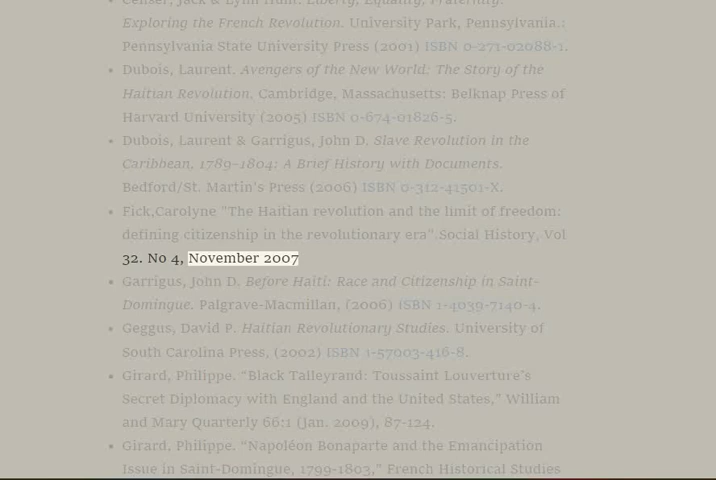 Censer, Jack & Lynn Hunt. Liberty, Equality, Fraternity:
Exploring the French Revolution. University Park, Pennsylvania.:
Pennsylvania State University Press (2001) ISBN 0-271-02088-1.
• Dubois, Laurent. Avengers of the New World: The Story of the
Haitian Revolution. Cambridge, Massachusetts: Belknap Press of
Harvard University (2005) ISBN 0-674-01826-5.
• Dubois, Laurent & Garrigus, John D. Slave Revolution in the
Caribbean, 1789–1804: A Brief History with Documents.
Bedford/St. Martin's Press (2006) ISBN 0-312-41501-X.
• Fick,Carolyne "The Haitian revolution and the limit of freedom:
defining citizenship in the revolutionary era".Social History, Vol
32. No 4, November 2007
• Garrigus, John D. Before Haiti: Race and Citizenship in Saint-
Domingue. Palgrave-Macmillan, (2006) ISBN 1-4039-7140-4.
• Geggus, David P. Haitian Revolutionary Studies. University of
South Carolina Press, (2002) ISBN 1-57003-416-8.
• Girard, Philippe. “Black Talleyrand: Toussaint Louverture’s
Secret Diplomacy with England and the United States,” William
and Mary Quarterly 66:1 (Jan. 2009), 87-124.
• Girard, Philippe. “Napoléon Bonaparte and the Emancipation
Issue in Saint-Domingue, 1799-1803,” French Historical Studies